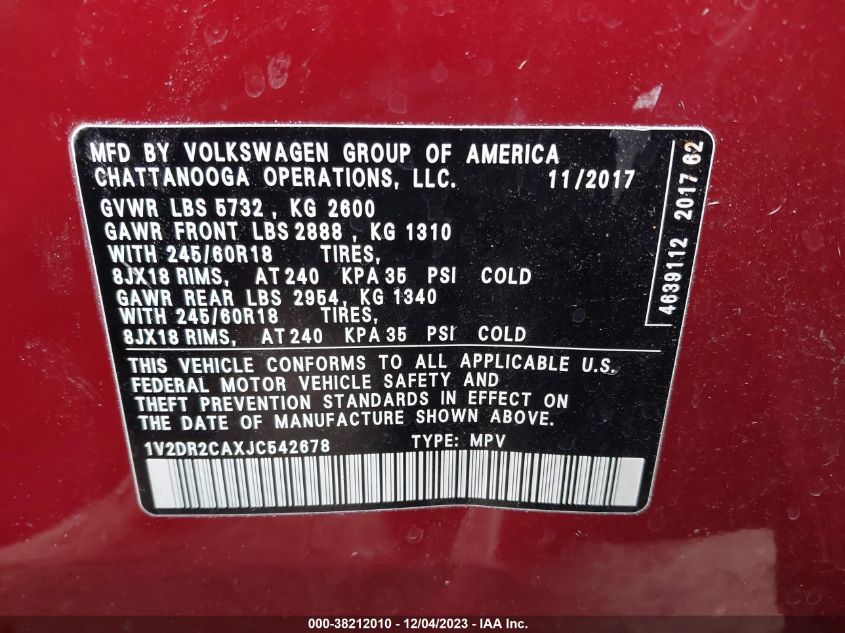 MFD BY VOLKSWAGEN GROUP OF AMERICA
CHATTANOOGA OPERATIONS, LLC. 11/2017
GVWR LBS 5732, KG 2600
GAWR FRONT LBS 2888, KG 1310
WITH 245/60R18 TIRES,
8JX18 RIMS, AT 240 KPA 35 PSI COLD
GAWR REAR LBS 2954, KG 1340
WITH 245/60R18 TIRES,
8JX18 RIMS, AT 240 KPA 35 PSI COLD
THIS VEHICLE CONFORMS TO ALL APPLICABLE U.S.
FEDERAL MOTOR VEHICLE SAFETY AND
THEFT PREVENTION STANDARDS IN EFFECT ON
THE DATE OF MANUFACTURE SHOWN ABOVE.
1V2DR2CAXJC542678 TYPE: MPV
4639112 2017 62
000-38212010 - 12/04/2023 - IAA Inc.